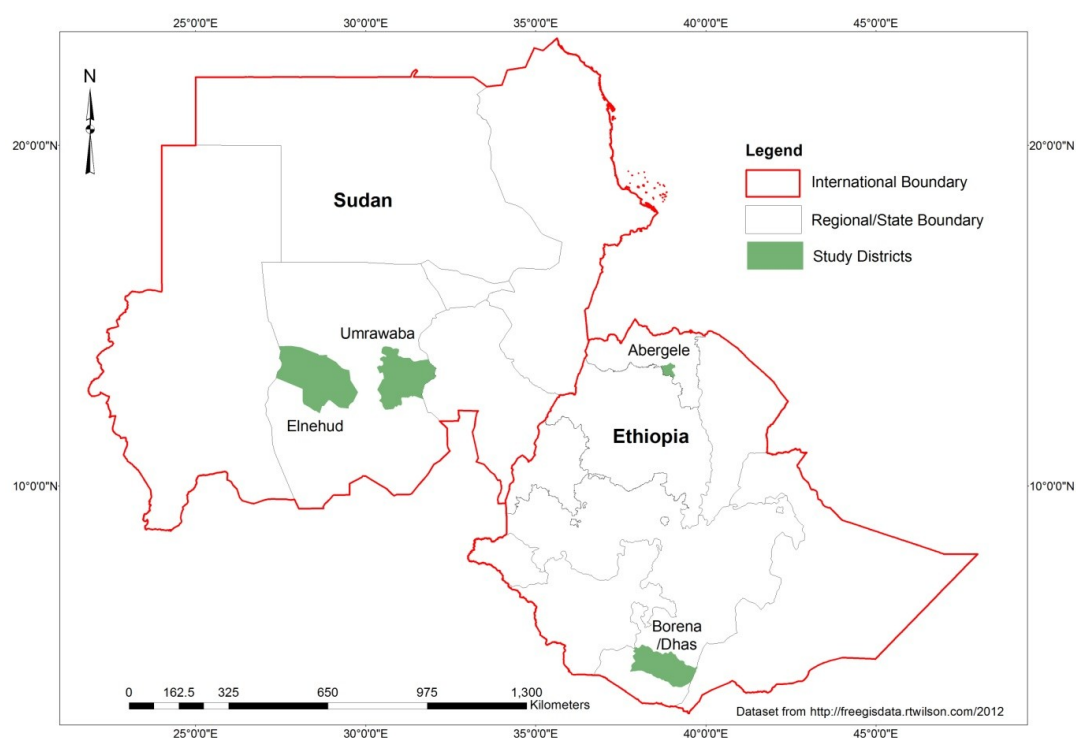 25°0'0"E 30°0'0"E 35°0'0"E 40°0'0"E 45°0'0"E
N
20°0'0"N 20°0'0"N
Legend
International Boundary
Regional/State Boundary
Study Districts
Sudan
Umrawaba
Abergele
Elnehud
Ethiopia
10°0'0"N 10°0'0"N
Borena
/Dhas
0 162.5 325 650 975 1,300
Kilometers
Dataset from http://freegisdata.rtwilson.com/2012
25°0'0"E 30°0'0"E 35°0'0"E 40°0'0"E 45°0'0"E